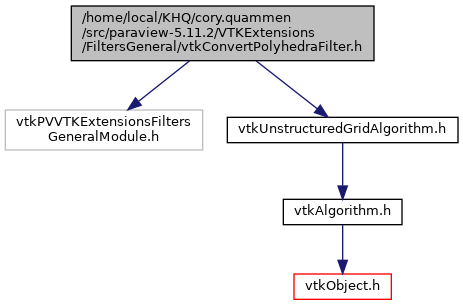 /home/local/KHQ/cory.quammen
/src/paraview-5.11.2/VTKExtensions
/FiltersGeneral/vtkConvertPolyhedraFilter.h
vtkPVVTKExtensionsFilters
GeneralModule.h
vtkUnstructuredGridAlgorithm.h
vtkAlgorithm.h
vtkObject.h